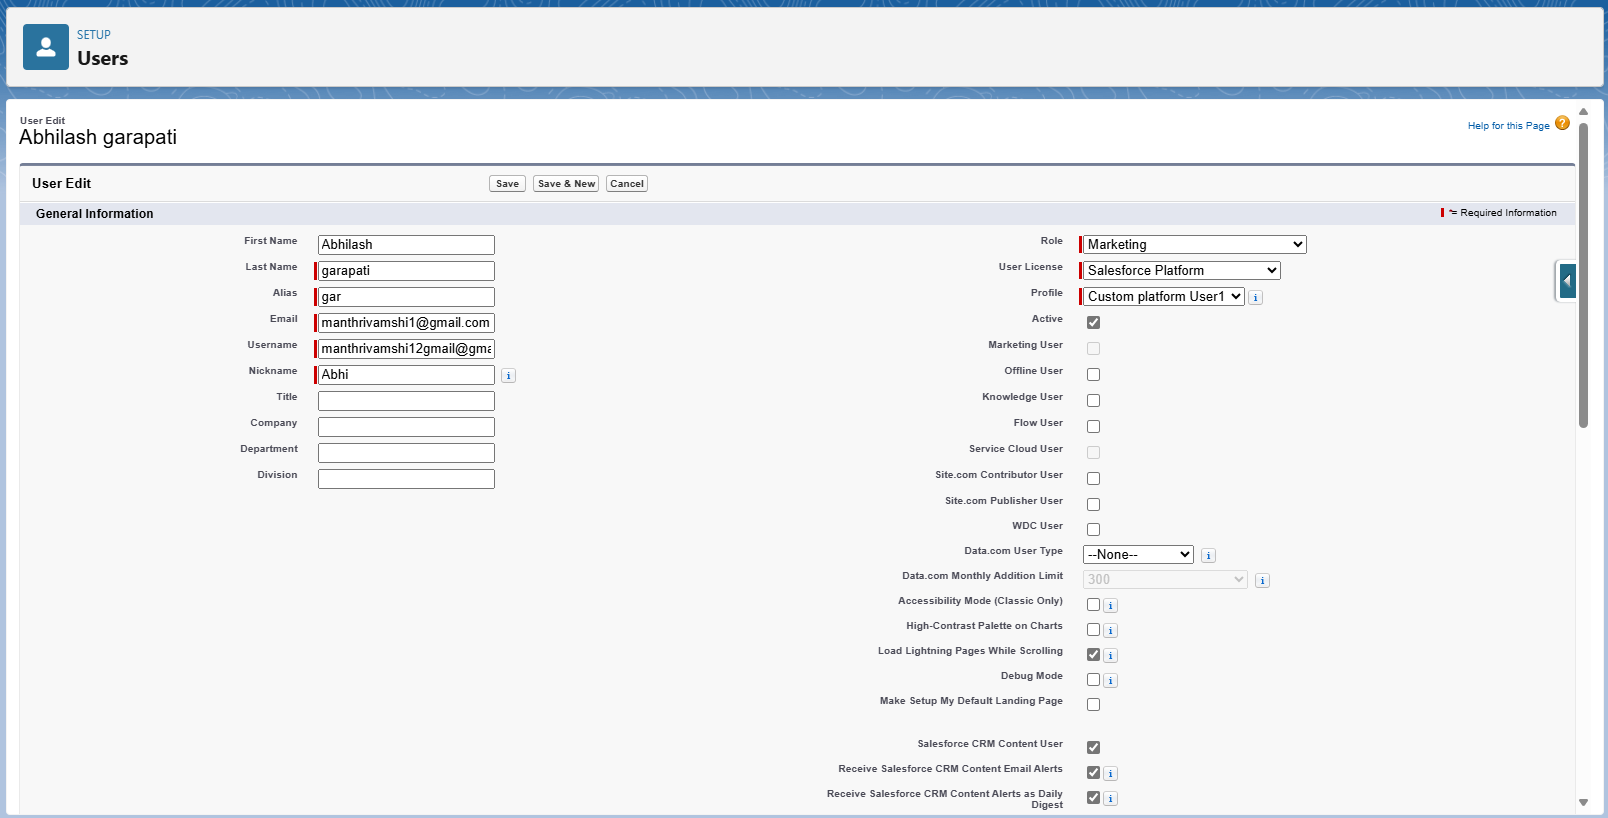 SETUP
Users
User Edit
Abhilash garapati
Help for this Page ?
User Edit
Save
Save & New
Cancel
General Information
*= Required Information
First Name
Abhilash
Last Name
garapati
Alias
gar
Email
manthrivamshi1@gmail.com
Username
manthrivamshi12gmail@gma
Nickname
Abhi
i
Title
Company
Department
Division
Role
Marketing
User License
Salesforce Platform
Profile
Custom platform User1
i
Active
Marketing User
Offline User
Knowledge User
Flow User
Service Cloud User
Site.com Contributor User
Site.com Publisher User
WDC User
Data.com User Type
--None--
i
Data.com Monthly Addition Limit
300
i
Accessibility Mode (Classic Only)
i
High-Contrast Palette on Charts
i
Load Lightning Pages While Scrolling
i
Debug Mode
i
Make Setup My Default Landing Page
Salesforce CRM Content User
Receive Salesforce CRM Content Email Alerts
i
Receive Salesforce CRM Content Alerts as Daily
Digest
i